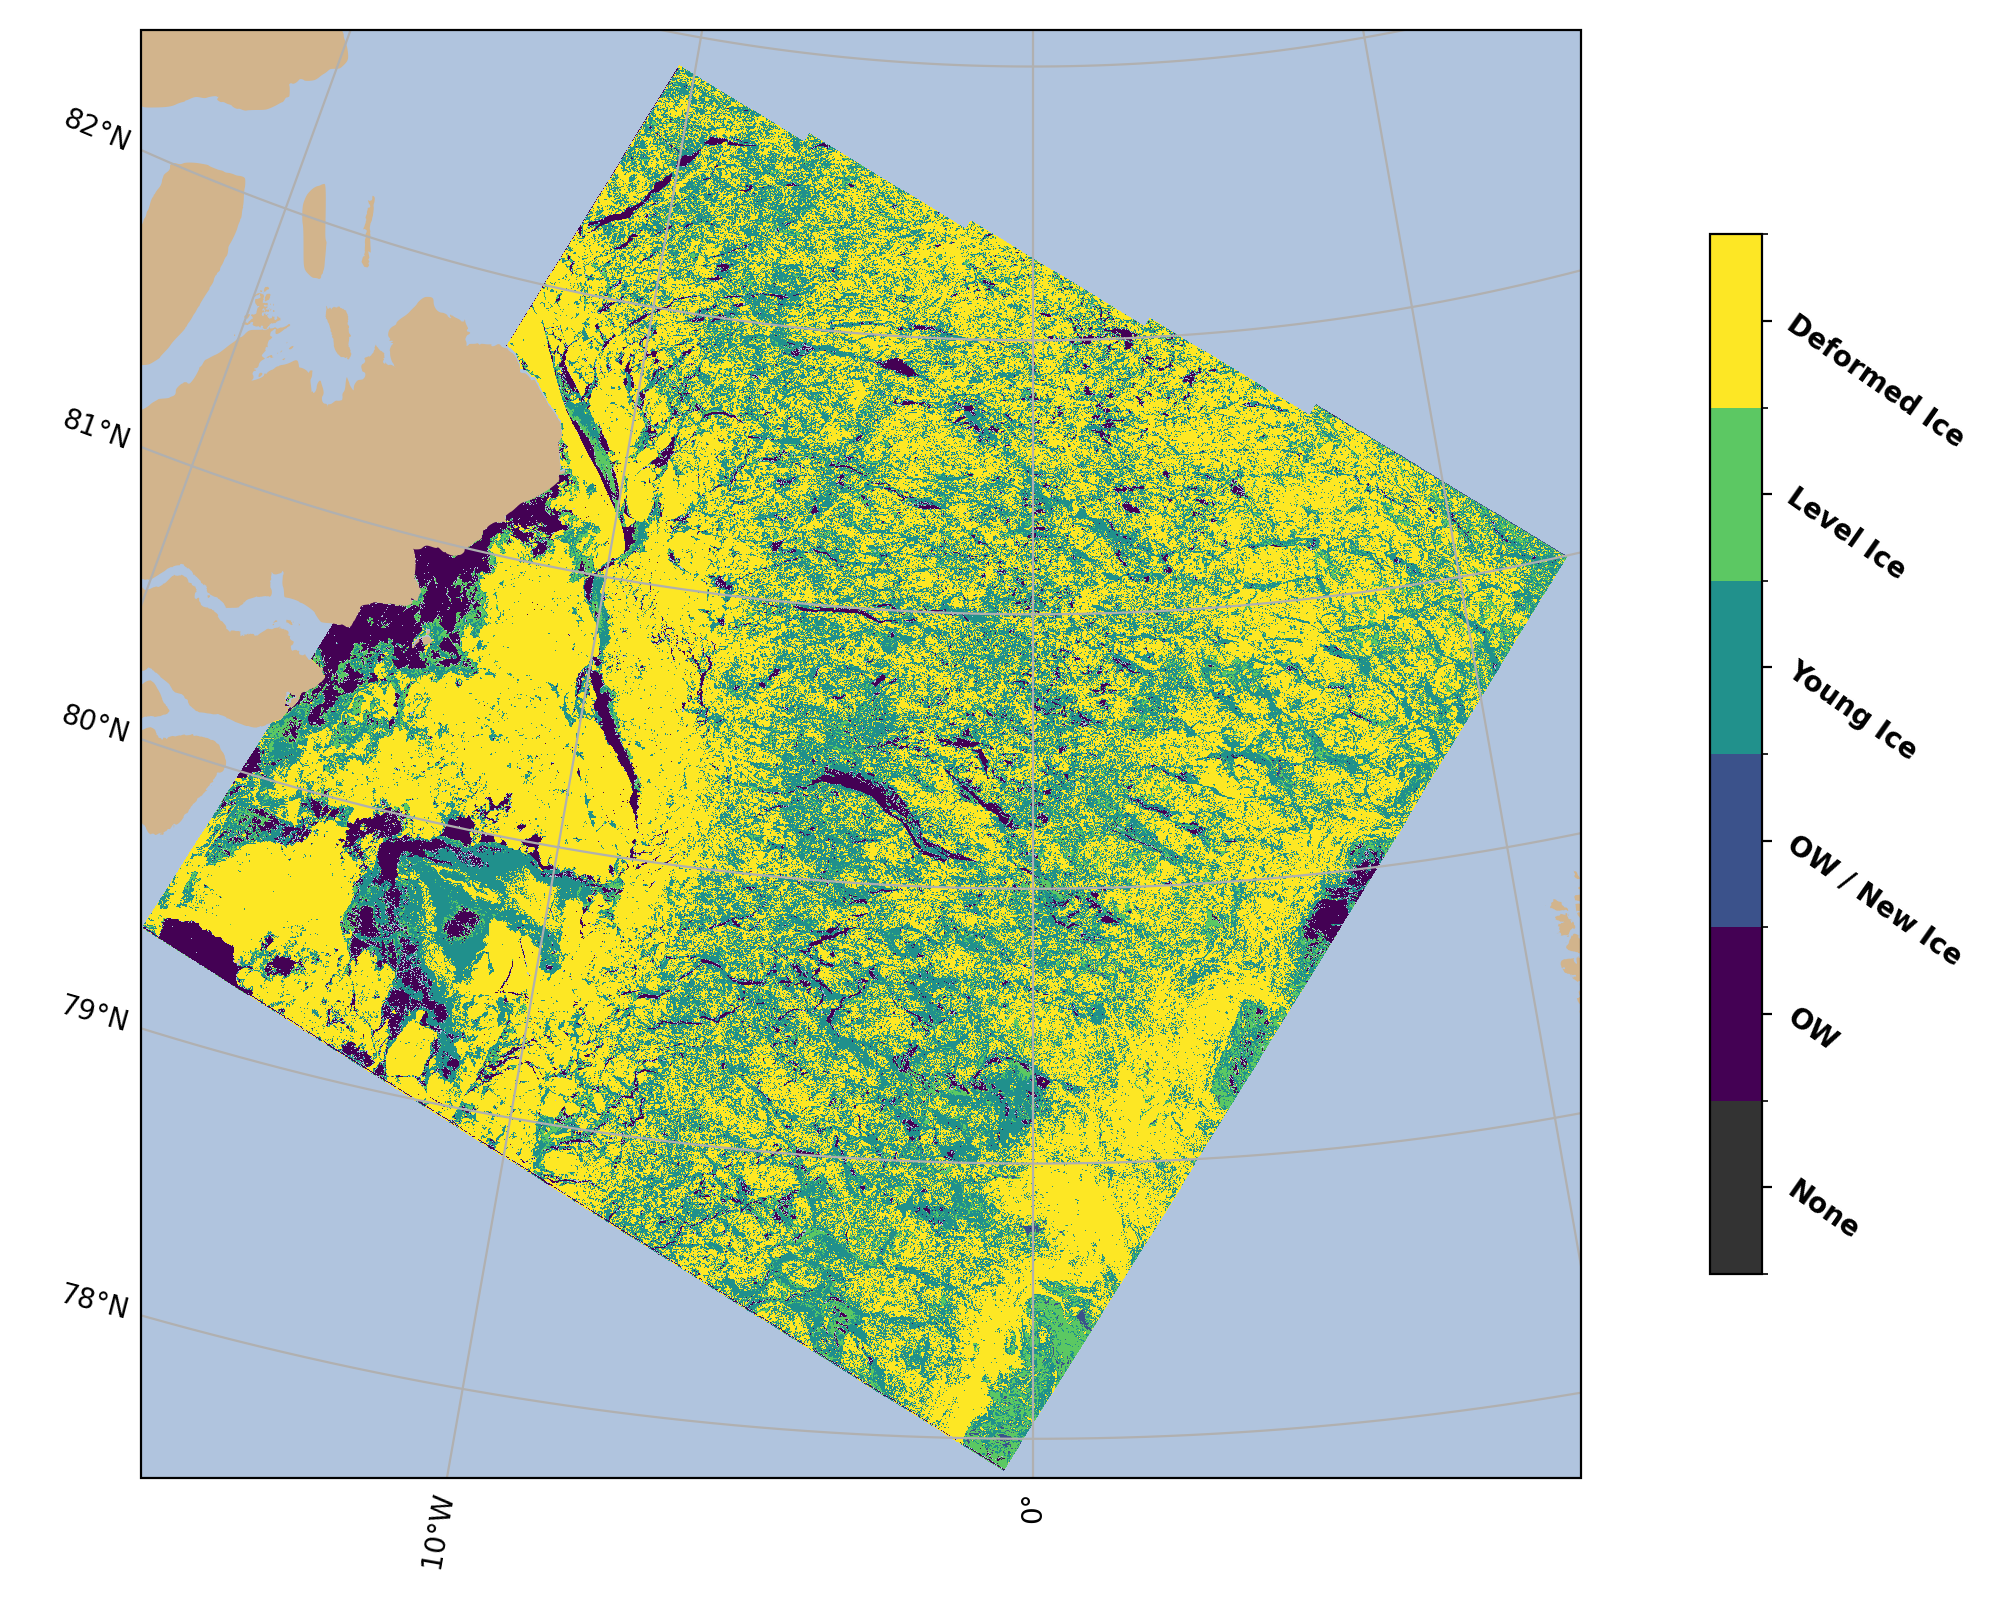 82°N
81°N
80°N
79°N
78°N
10°W
0°
Deformed Ice
Level Ice
Young Ice
OW / New Ice
OW
None